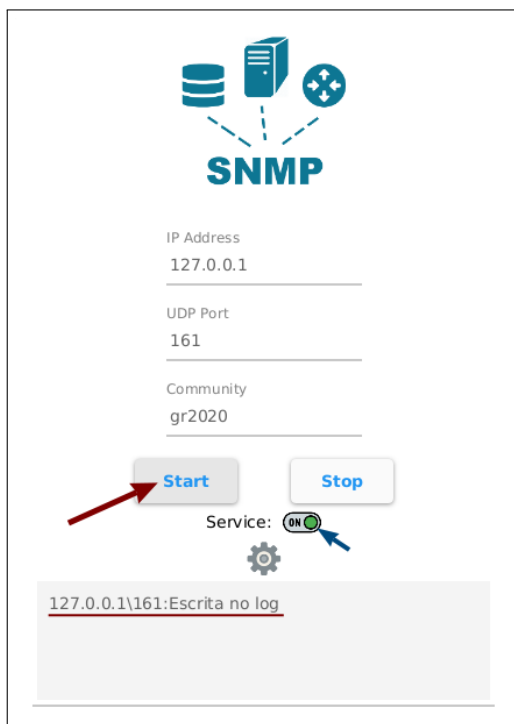 SNMP
IP Address
127.0.0.1
UDP Port
161
Community
gr2020
Start Stop
Service: ON
127.0.0.1\161:Escrita no log